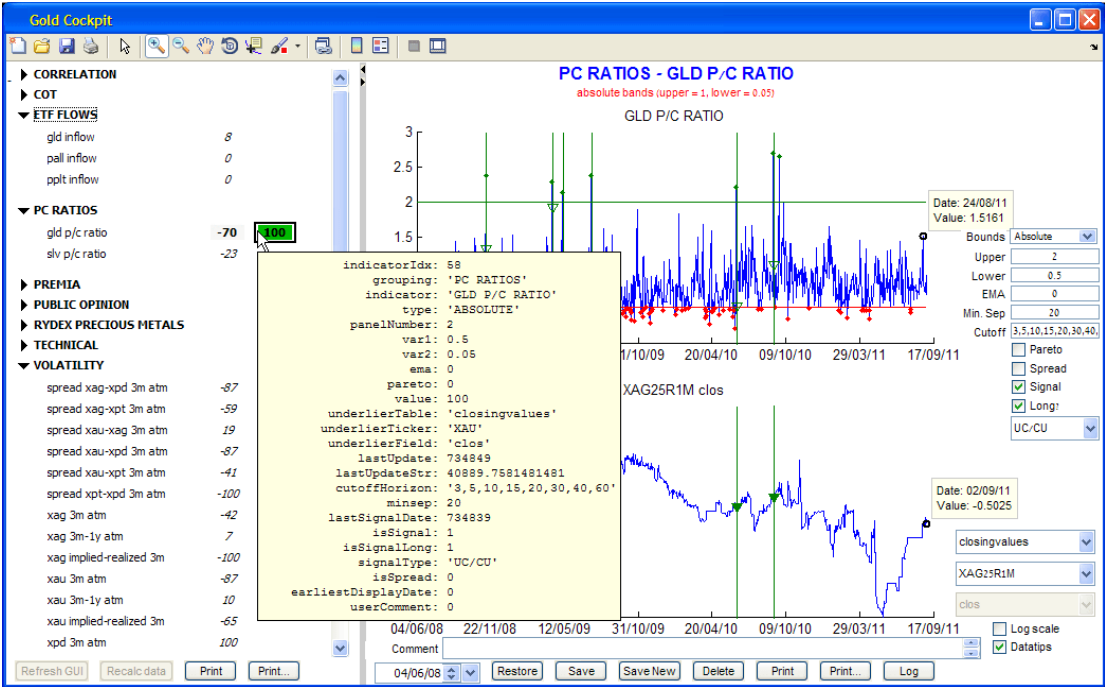 Gold Cockpit
CORRELATION
COT
ETF FLOWS
gld inflow 8
pall inflow 0
pplt inflow 0
PC RATIOS
gld p/c ratio -70 100
slv p/c ratio -23
PREMIA
PUBLIC OPINION
RYDEX PRECIOUS METALS
TECHNICAL
VOLATILITY
spread xag-xpd 3m atm -87
spread xag-xpt 3m atm -59
spread xau-xag 3m atm 19
spread xau-xpd 3m atm -87
spread xau-xpt 3m atm -41
spread xpt-xpd 3m atm -100
xag 3m atm -42
xag 3m-1y atm 7
xag implied-realized 3m -100
xau 3m atm -87
xau 3m-1y atm 10
xau implied-realized 3m -65
xpd 3m atm 100
Refresh GUI Recalc data Print Print...
indicatorIdx: 58
grouping: 'PC RATIOS'
indicator: 'GLD P/C RATIO'
type: 'ABSOLUTE'
panelNumber: 2
var1: 0.5
var2: 0.05
ema: 0
pareto: 0
value: 100
underlierTable: 'closingvalues'
underlierTicker: 'XAU'
underlierField: 'clos'
lastUpdate: 734849
lastUpdateStr: 40889.7581481481
cutoffHorizon: '3,5,10,15,20,30,40,60'
minsep: 20
lastSignalDate: 734839
isSignal: 1
isSignalLong: 1
signalType: 'UC/CU'
isSpread: 0
earliestDisplayDate: 0
userComment: 0
PC RATIOS - GLD P/C RATIO
absolute bands (upper = 1, lower = 0.05)
GLD P/C RATIO
3
2.5
2
1.5
Date: 24/08/11
Value: 1.5161
1/10/09 20/04/10 09/10/10 29/03/11 17/09/11
Bounds Absolute
Upper 2
Lower 0.5
EMA 0
Min. Sep 20
Cutoff 3,5,10,15,20,30,40,
Pareto
Spread
Signal
Long?
UC/CU
XAG25R1M clos
Date: 02/09/11
Value: -0.5025
04/06/08 22/11/08 12/05/09 31/10/09 20/04/10 09/10/10 29/03/11 17/09/11
closingvalues
XAG25R1M
clos
Log scale
Datatips
Comment
04/06/08 Restore Save Save New Delete Print Print... Log